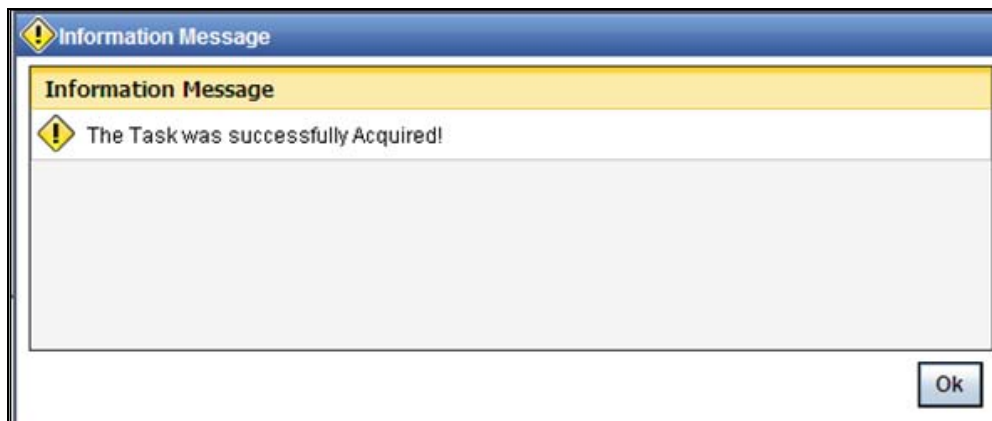 Information Message
Information Message
The Task was successfully Acquired!
Ok